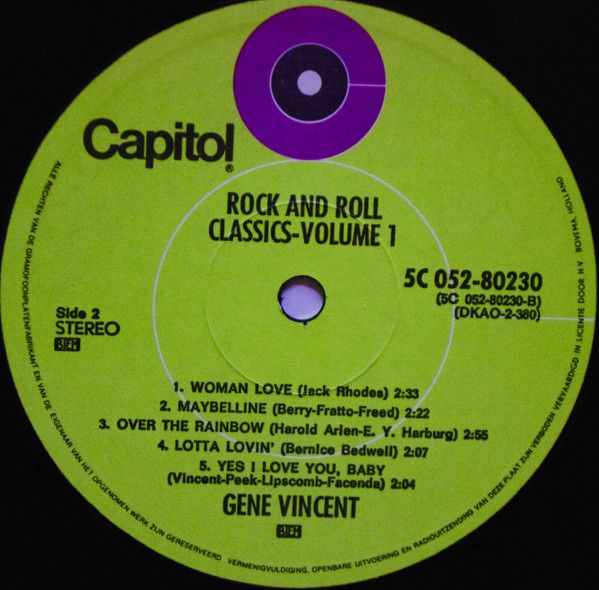 Capitol®
ROCK AND ROLL
CLASSICS-VOLUME 1
5C 052-80230
(5C 052-80230-B)
(DKAO-2-380)
Side 2
STEREO
BIEM
1. WOMAN LOVE (Jack Rhodes) 2:33
2. MAYBELLINE (Berry-Fratto-Freed) 2:22
3. OVER THE RAINBOW (Harold Arlen-E. Y. Harburg) 2:55
4. LOTTA LOVIN' (Bernice Bedwell) 2:07
5. YES I LOVE YOU, BABY
(Vincent-Peek-Lipscomb-Facenda) 2:04
GENE VINCENT
BIEM
ALLE RECHTEN VAN DE GRAMOFOONPLATENFABRIKANT EN VAN DE EIGENAAR VAN HET OPGENOMEN WERK ZIJN GERESERVEERD VERMENIGVULDIGING, OPENBARE UITVOERING EN RADIOUITZENDING VAN DEZE PLAAT ZIJN VERBODEN VERVAARDIGD IN LICENTIE DOOR N.V. BOVEMA, HOLLAND